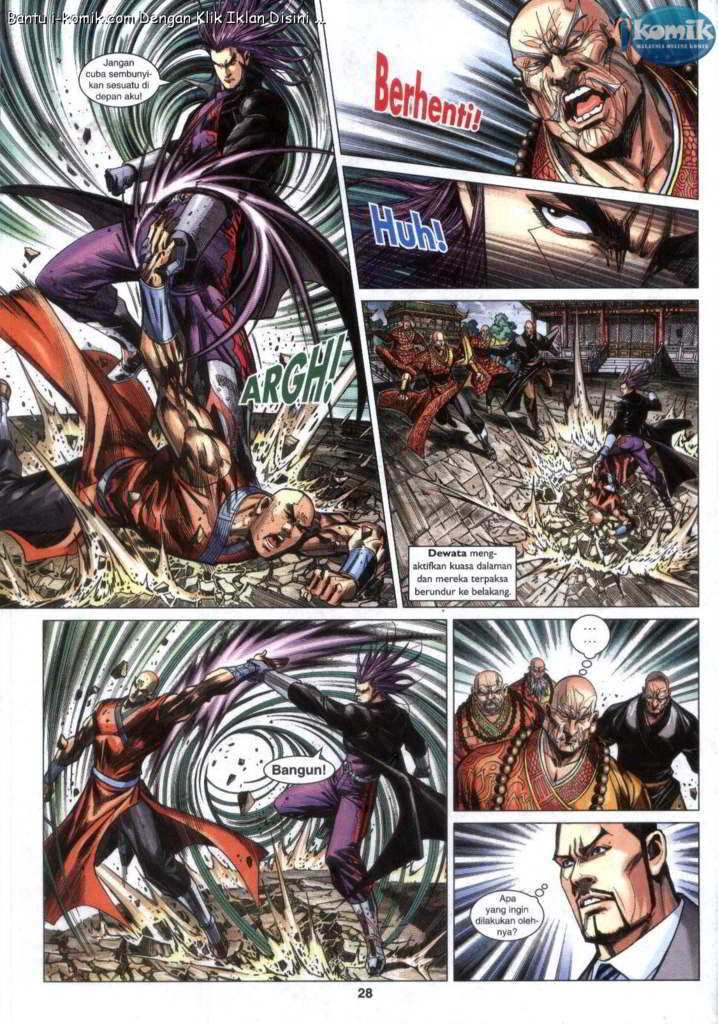 Bantu i-komik.com Dengan Klik Iklan Disini ...
komik
MALAYSIA ONLINE KOMIK
Jangan
cuba sembunyi-
kan sesuatu di
depan aku!
Berhenti!
Huh!
ARGH!
Dewata meng-
aktifkan kuasa dalaman
dan mereka terpaksa
berundur ke belakang.
Bangun!
...
...
Apa
yang ingin
dilakukan oleh-
nya?
28